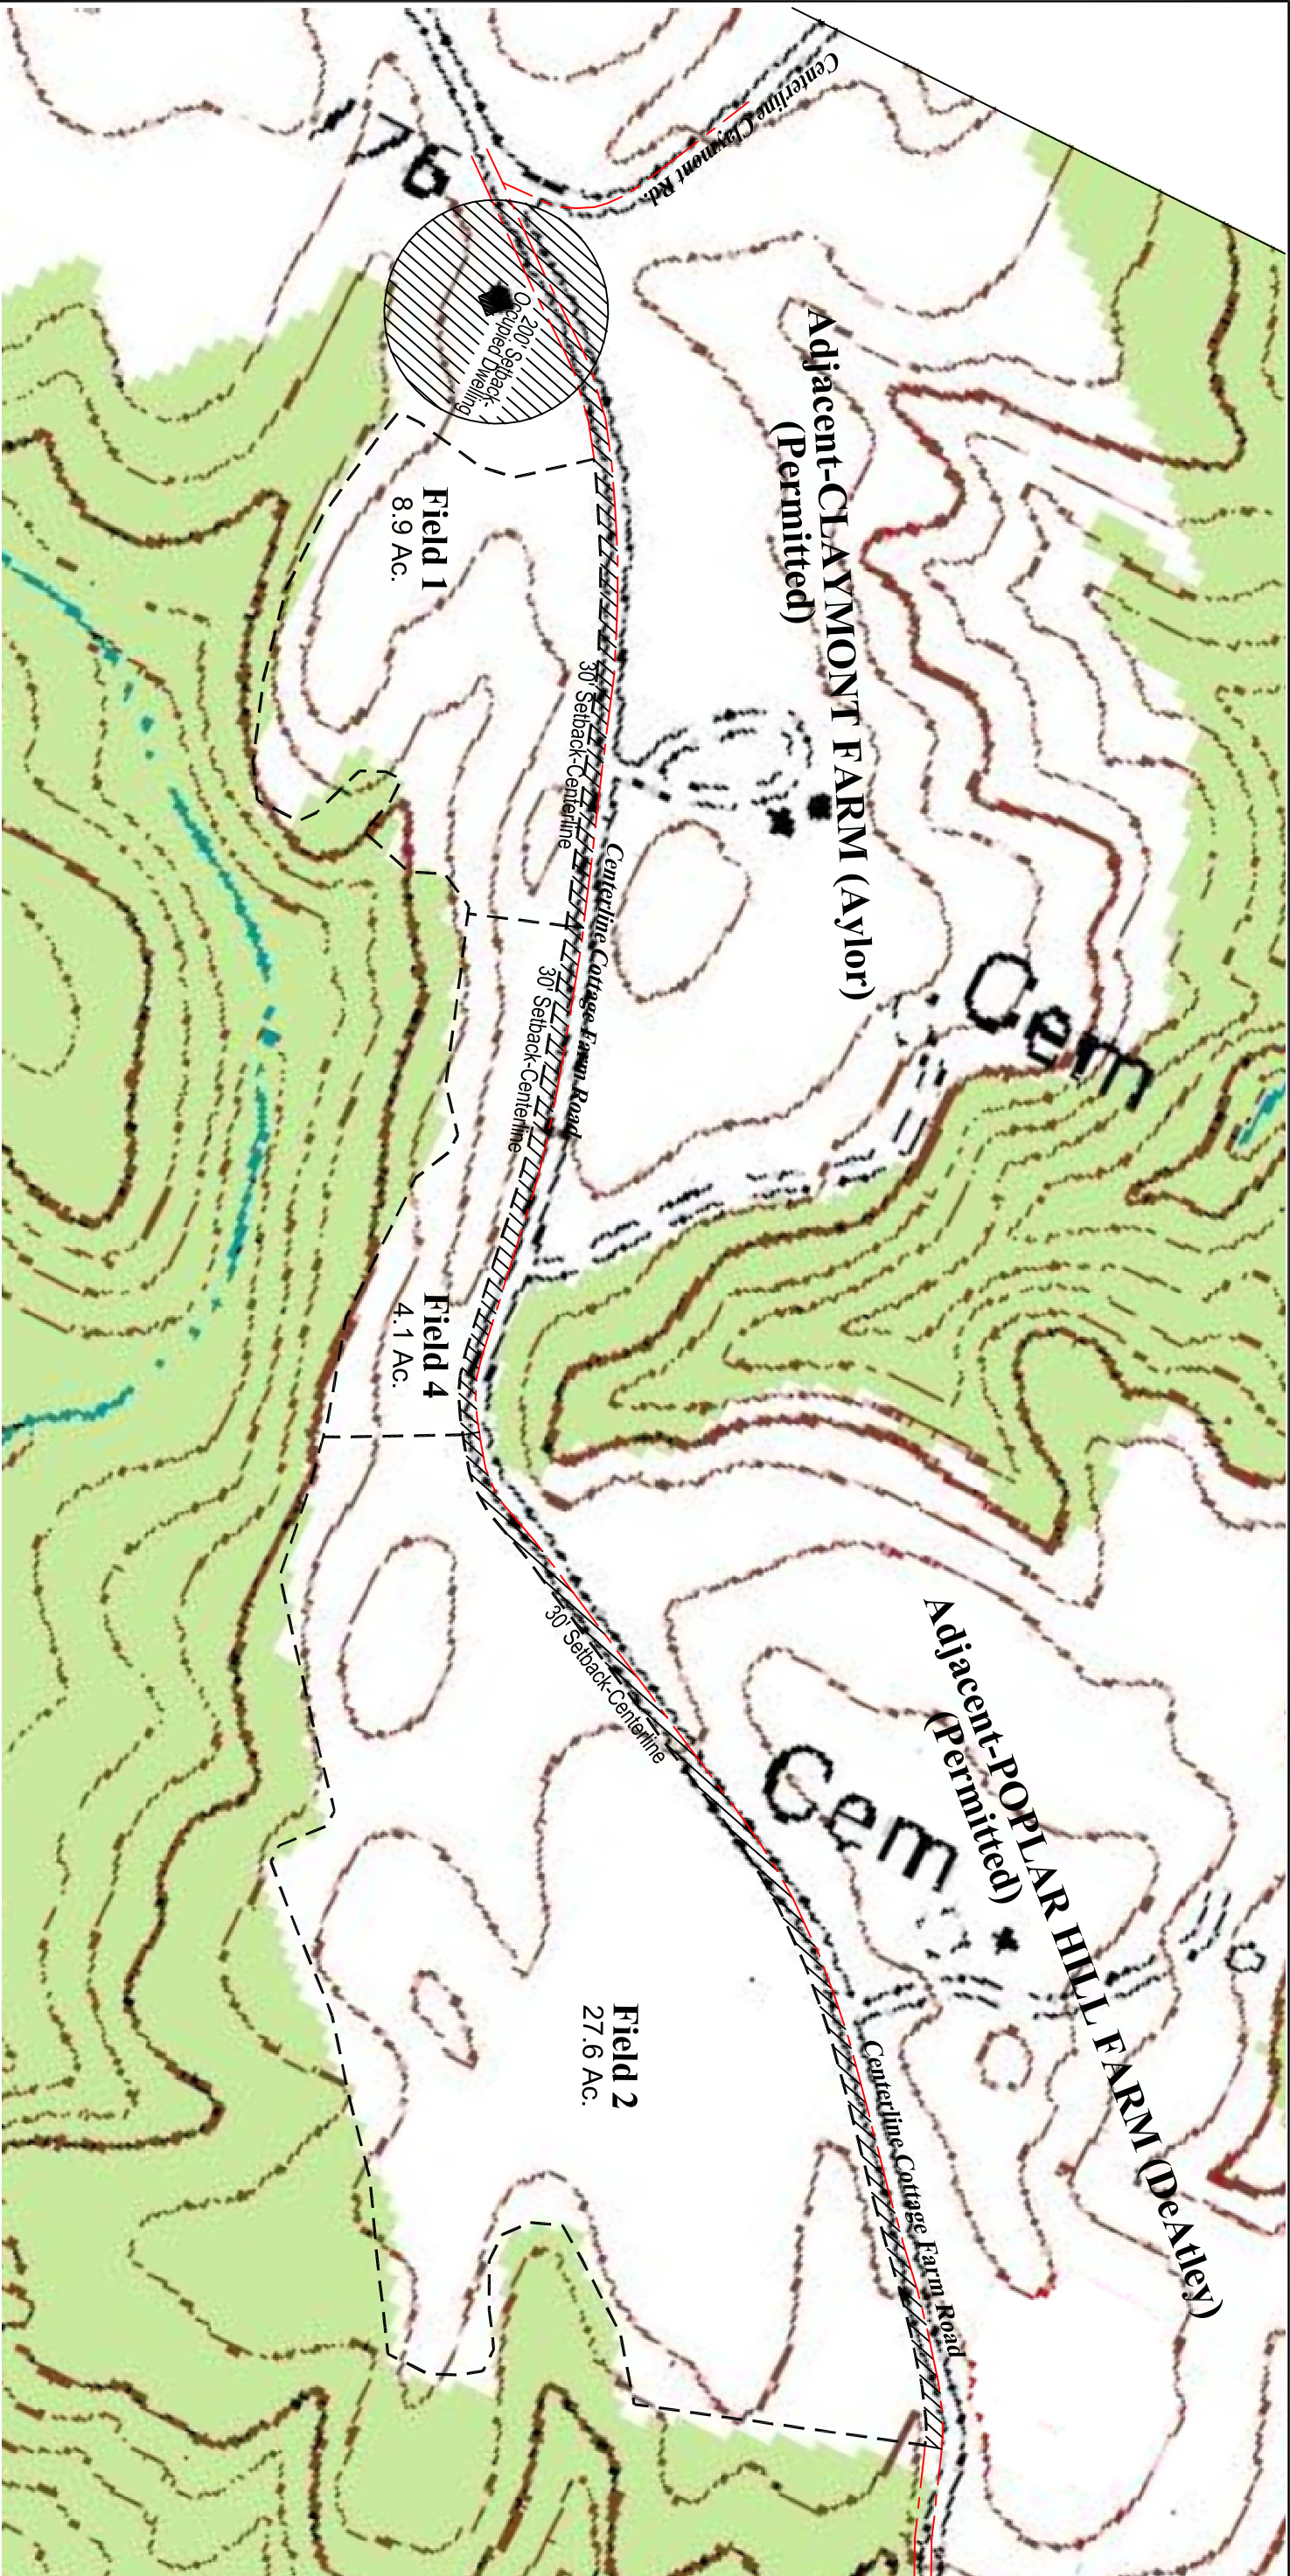 Centerline Claymont Rd.
176
200' Setback-
Occupied Dwelling
Adjacent-CLAYMONT FARM (Aylor)
(Permitted)
Field 1
8.9 Ac.
30' Setback-Centerline
Centerline Cottage Farm Road
30' Setback-Centerline
Cem
Field 4
4.1 Ac.
30' Setback-Centerline
Adjacent-POPLAR HILL FARM (DeAtley)
(Permitted)
Cem
Field 2
27.6 Ac.
Centerline Cottage Farm Road